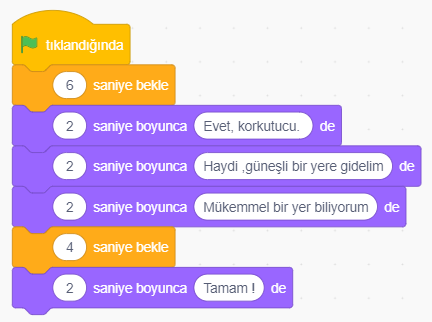 tıklandığında
6 saniye bekle
2 saniye boyunca Evet, korkutucu. de
2 saniye boyunca Haydi ,güneşli bir yere gidelim de
2 saniye boyunca Mükemmel bir yer biliyorum de
4 saniye bekle
2 saniye boyunca Tamam ! de